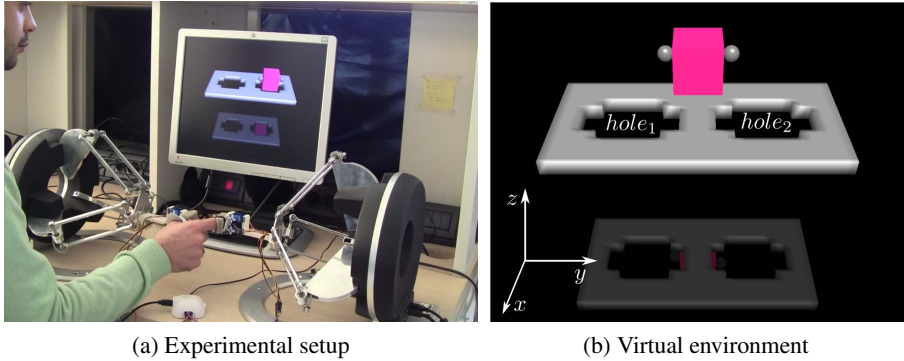 hole1
hole2
z
y
x
(a) Experimental setup
(b) Virtual environment